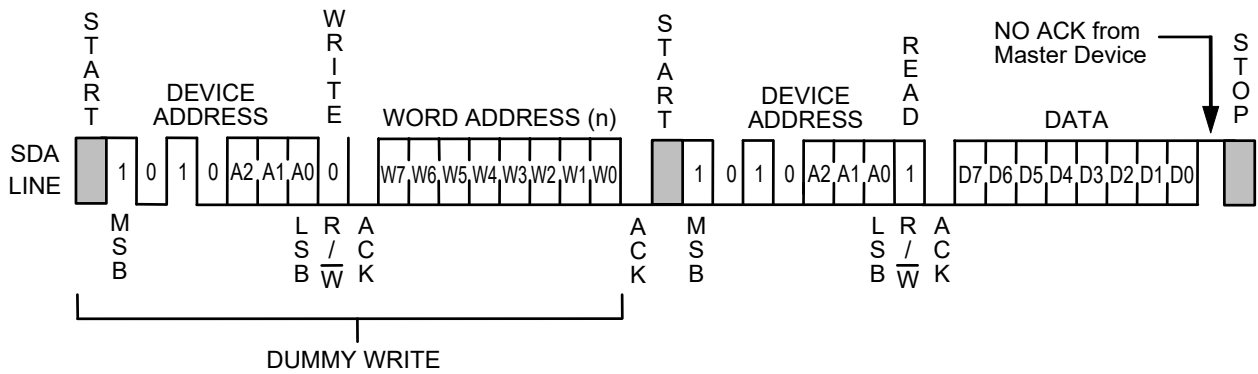 START
WRITE
START
READ
NO ACK from
Master Device
STOP
DEVICE
ADDRESS
WORD ADDRESS (n)
DEVICE
ADDRESS
DATA
SDA
LINE
1 0 1 0 A2 A1 A0 0 W7 W6 W5 W4 W3 W2 W1 W0 1 0 1 0 A2 A1 A0 1 D7 D6 D5 D4 D3 D2 D1 D0
MSB
LSB
R/W̅
ACK
ACK
MSB
LSB
R/W̅
ACK
DUMMY WRITE